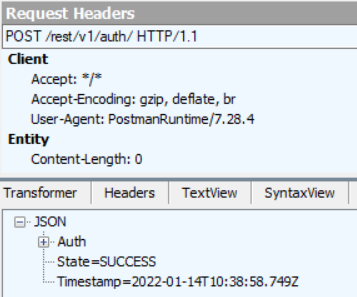 Request Headers
POST /rest/v1/auth/ HTTP/1.1
Client
Accept: */*
Accept-Encoding: gzip, deflate, br
User-Agent: PostmanRuntime/7.28.4
Entity
Content-Length: 0
Transformer Headers TextView SyntaxView
JSON
Auth
State=SUCCESS
Timestamp=2022-01-14T10:38:58.749Z